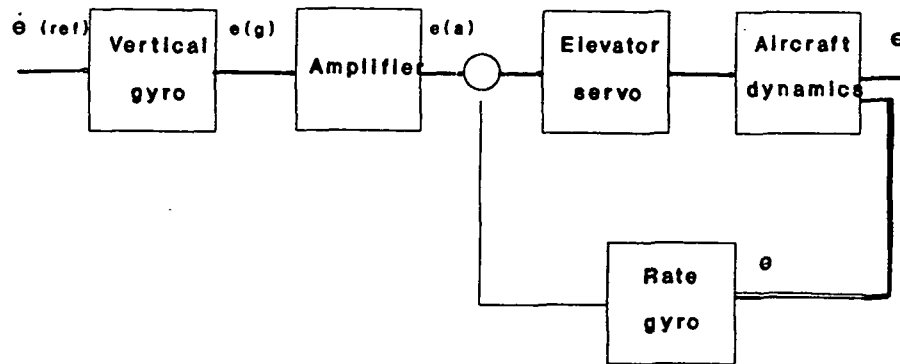 ė (ref)
Vertical
gyro
e(g)
Amplifier
e(a)
Elevator
servo
Aircraft
dynamics
e
Rate
gyro
θ